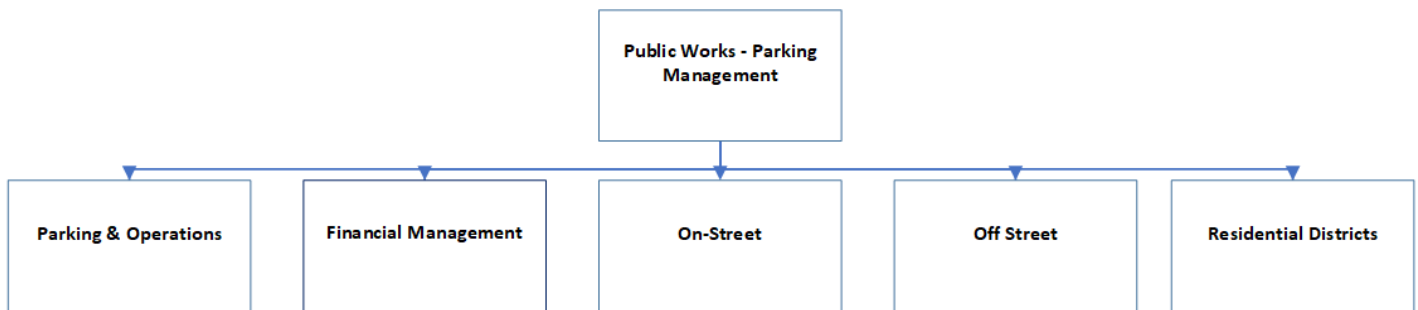 Public Works - Parking
Management
Parking & Operations
Financial Management
On-Street
Off Street
Residential Districts